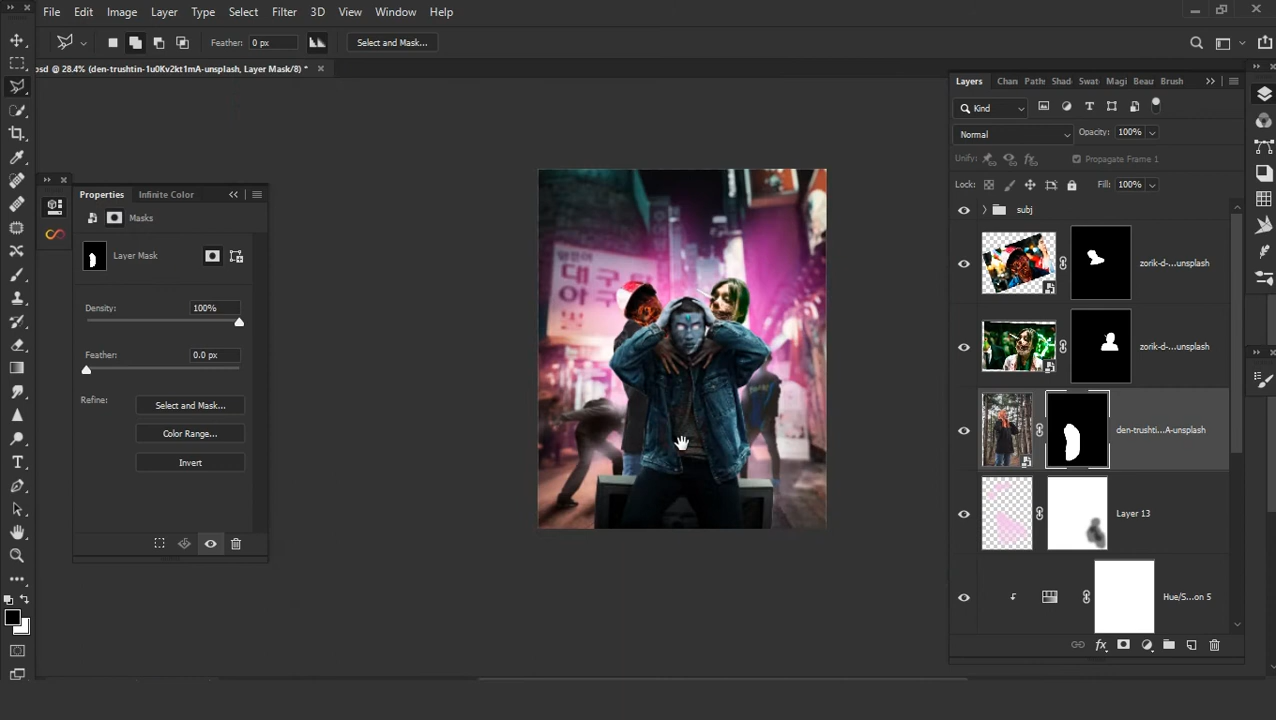 File Edit Image Layer Type Select Filter 3D View Window Help
Feather: 0 px Select and Mask...
psd @ 28.4% (den-trushtin-1u0Kv2kt1mA-unsplash, Layer Mask/8) *
Layers Chan Path Shad Swat Magi Beau Brush
Kind
Normal Opacity: 100%
Unify: Propagate Frame 1
Lock: Fill: 100%
subj
zorik-d-...unsplash
zorik-d-...unsplash
den-trushti...A-unsplash
Layer 13
Hue/S...on 5
Properties Infinite Color
Masks
Layer Mask
Density: 100%
Feather: 0.0 px
Refine: Select and Mask...
Color Range...
Invert
대구
아구